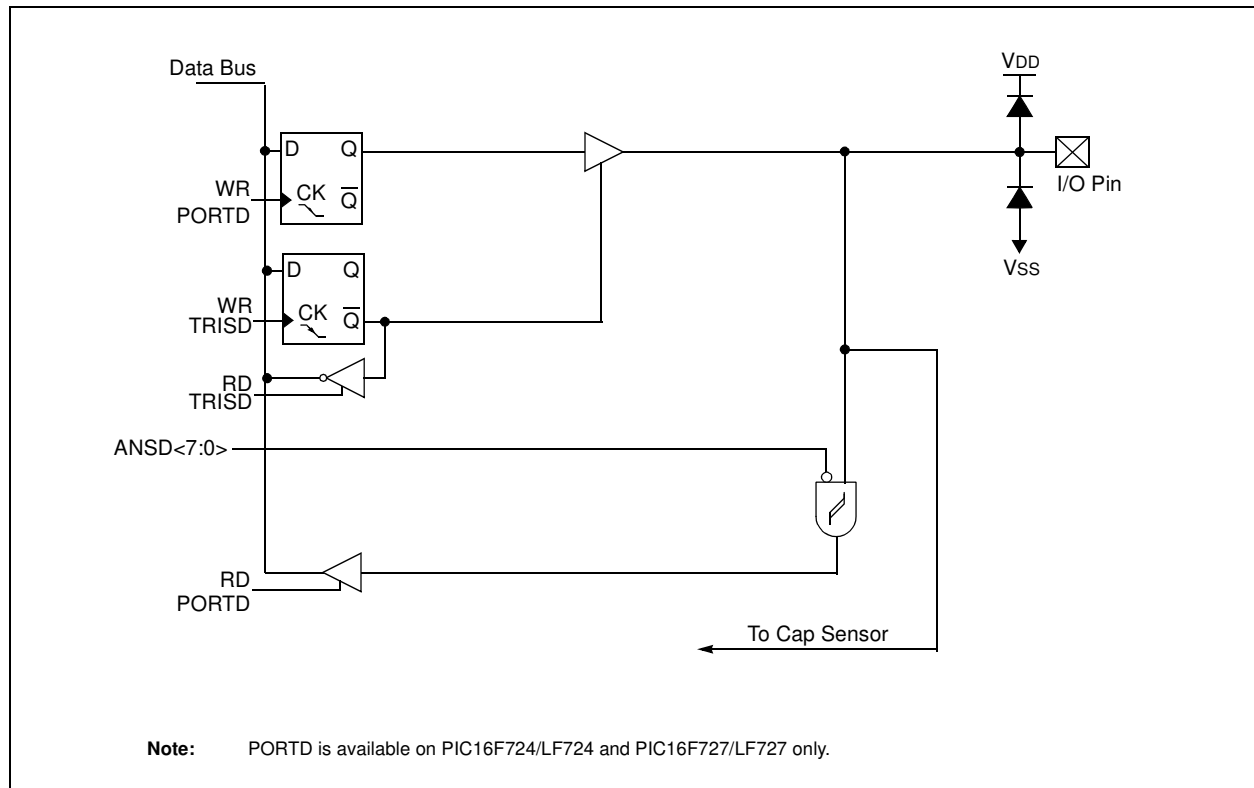 Data Bus
VDD
D Q
WR
PORTD
CK Q
I/O Pin
VSS
D Q
WR
TRISD
CK Q
RD
TRISD
ANSD<7:0>
RD
PORTD
To Cap Sensor
Note: PORTD is available on PIC16F724/LF724 and PIC16F727/LF727 only.